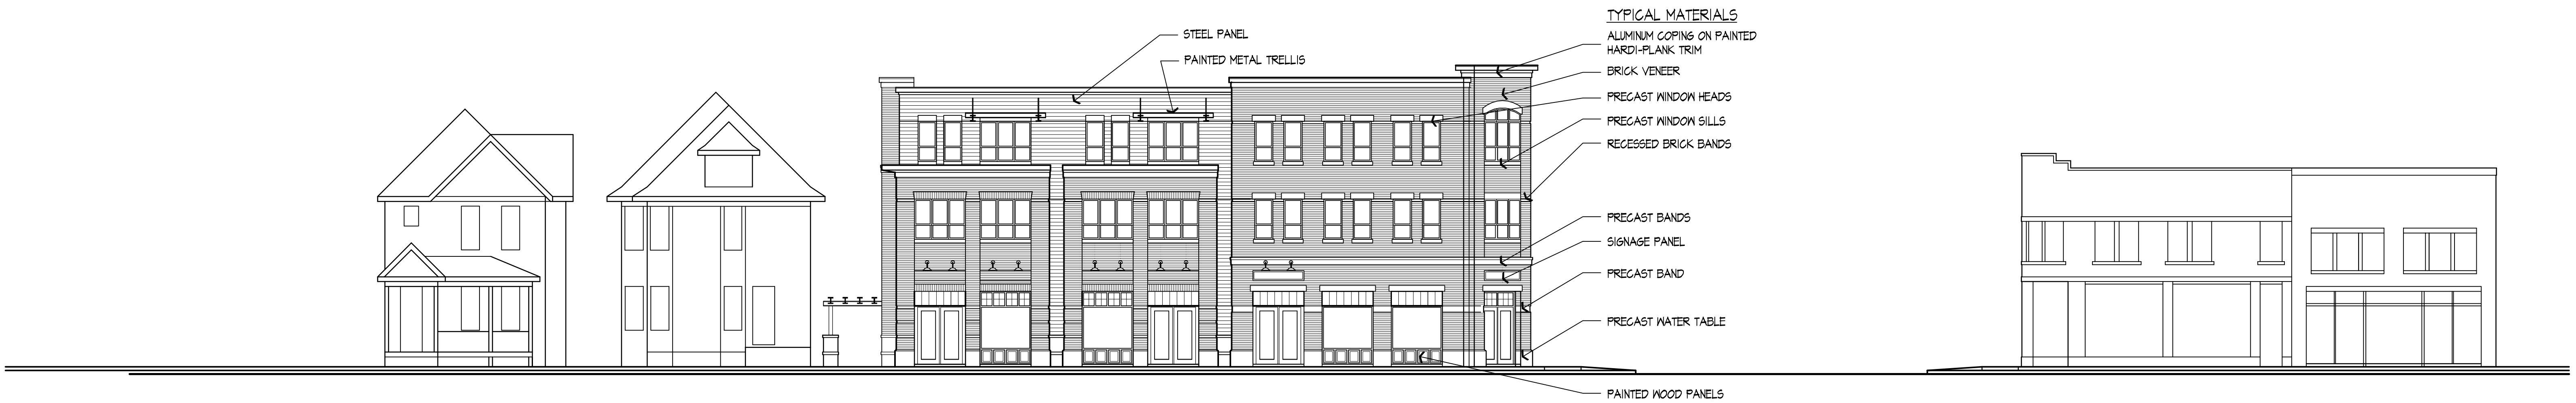 TYPICAL MATERIALS
STEEL PANEL
ALUMINUM COPING ON PAINTED
HARDI-PLANK TRIM
PAINTED METAL TRELLIS
BRICK VENEER
PRECAST WINDOW HEADS
PRECAST WINDOW SILLS
RECESSED BRICK BANDS
PRECAST BANDS
SIGNAGE PANEL
PRECAST BAND
PRECAST WATER TABLE
PAINTED WOOD PANELS